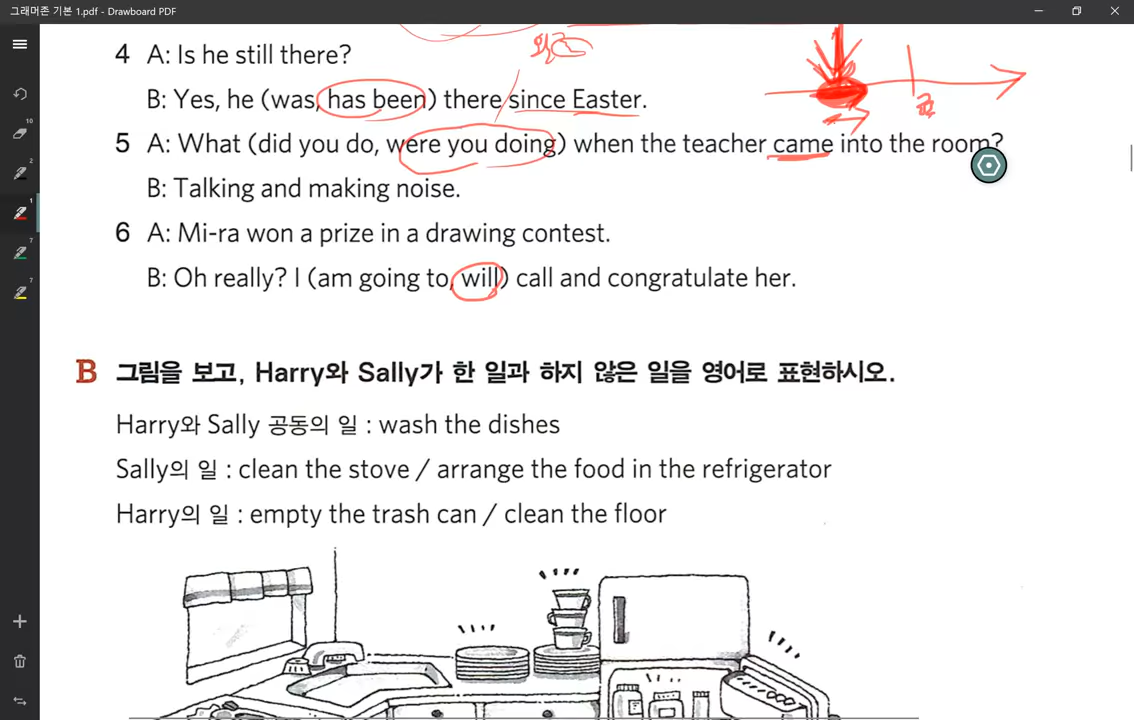 그래머존 기본 1.pdf - Drawboard PDF
4 A: Is he still there?
완료
B: Yes, he (was, has been) there since Easter.
5 A: What (did you do, were you doing) when the teacher came into the room?
B: Talking and making noise.
6 A: Mi-ra won a prize in a drawing contest.
B: Oh really? I (am going to, will) call and congratulate her.
B 그림을 보고, Harry와 Sally가 한 일과 하지 않은 일을 영어로 표현하시오.
Harry와 Sally 공동의 일 : wash the dishes
Sally의 일 : clean the stove / arrange the food in the refrigerator
Harry의 일 : empty the trash can / clean the floor
10
2
1
7
7